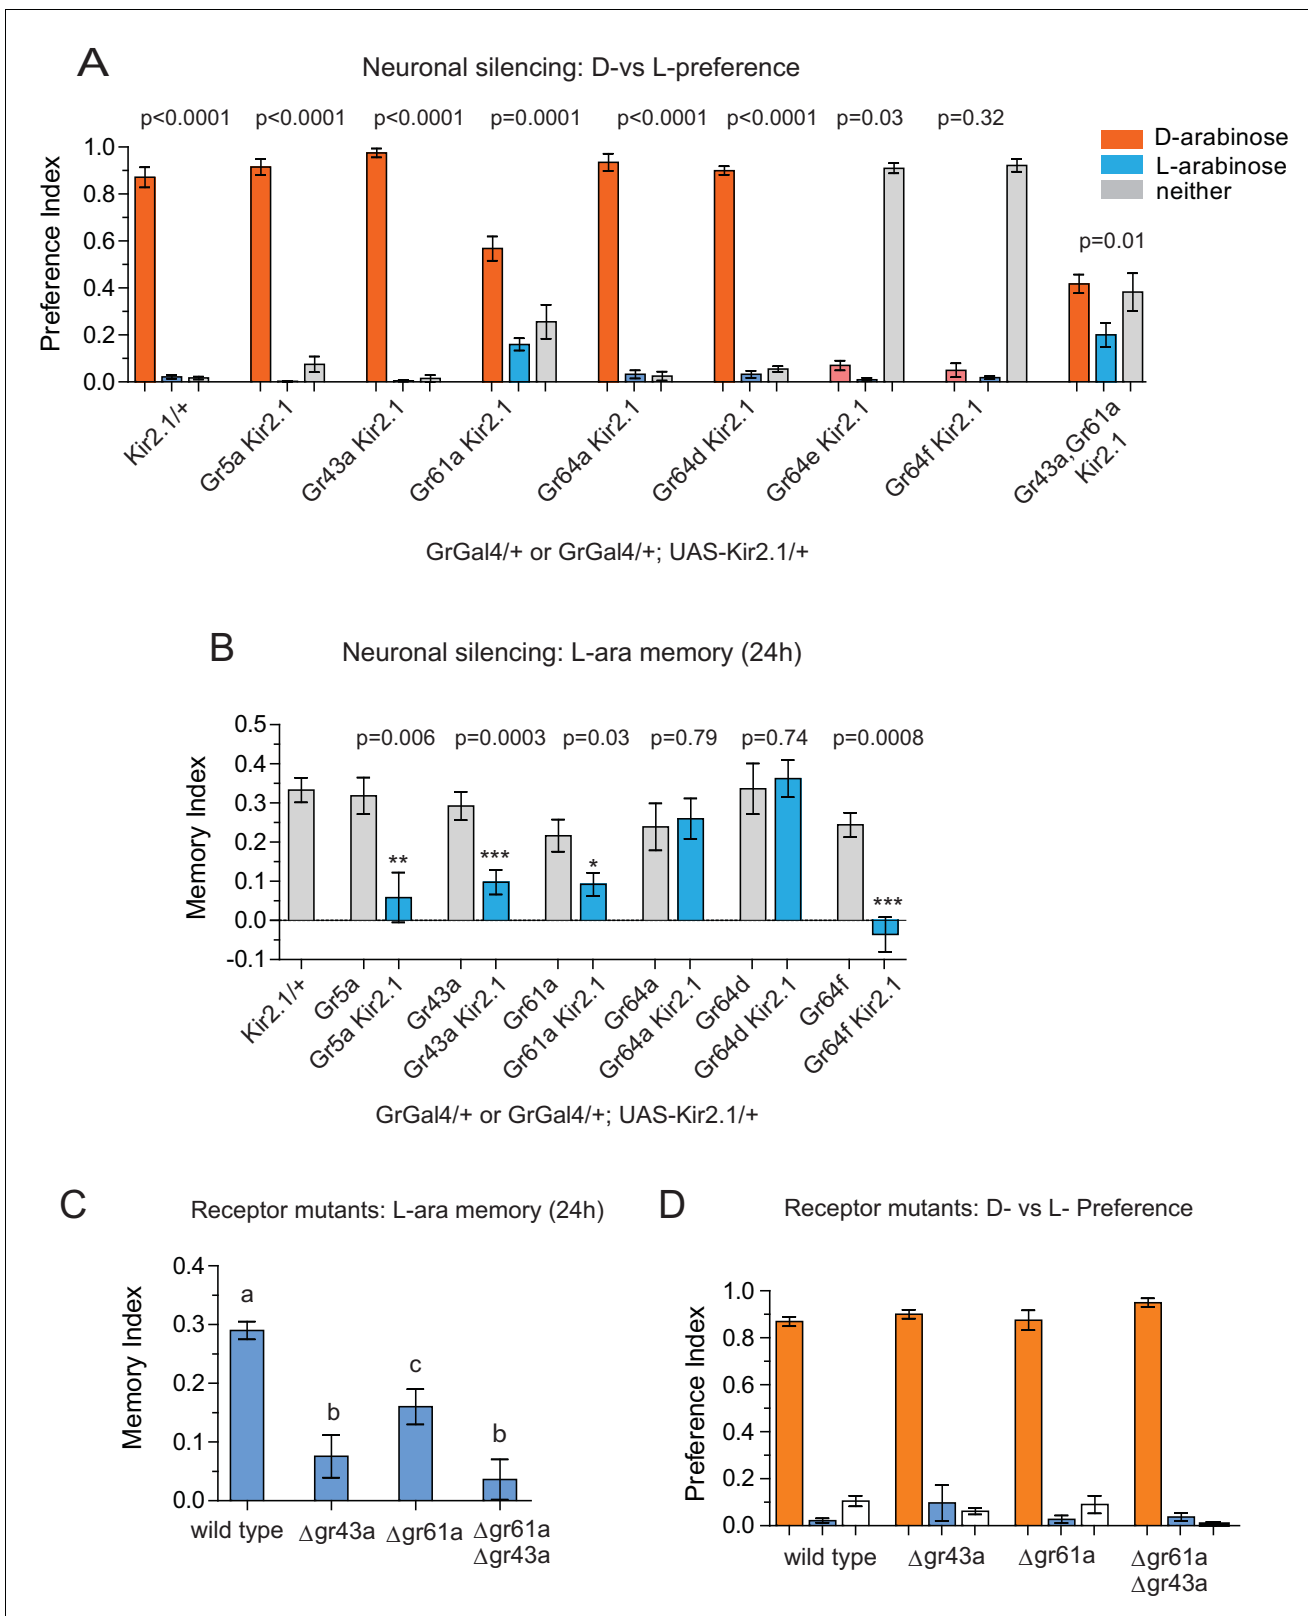 A
Neuronal silencing: D-vs L-preference
p<0.0001 p<0.0001 p<0.0001 p=0.0001 p<0.0001 p<0.0001 p=0.03 p=0.32
D-arabinose
L-arabinose
neither
p=0.01
Preference Index
1.0
0.8
0.6
0.4
0.2
0.0
Kir2.1/+
Gr5a Kir2.1
Gr43a Kir2.1
Gr61a Kir2.1
Gr64a Kir2.1
Gr64d Kir2.1
Gr64e Kir2.1
Gr64f Kir2.1
Gr43a,Gr61a
Kir2.1
GrGal4/+ or GrGal4/+; UAS-Kir2.1/+
B
Neuronal silencing: L-ara memory (24h)
p=0.006 p=0.0003 p=0.03 p=0.79 p=0.74 p=0.0008
Memory Index
0.5
0.4
0.3
0.2
0.1
0.0
-0.1
** *** * ***
Kir2.1/+
Gr5a
Gr5a Kir2.1
Gr43a
Gr43a Kir2.1
Gr61a
Gr61a Kir2.1
Gr64a
Gr64a Kir2.1
Gr64d
Gr64d Kir2.1
Gr64f
Gr64f Kir2.1
GrGal4/+ or GrGal4/+; UAS-Kir2.1/+
C
Receptor mutants: L-ara memory (24h)
Memory Index
0.4
0.3
0.2
0.1
0.0
a
b
c
b
wild type
Δgr43a
Δgr61a
Δgr61a
Δgr43a
D
Receptor mutants: D- vs L- Preference
Preference Index
1.0
0.8
0.6
0.4
0.2
0.0
wild type
Δgr43a
Δgr61a
Δgr61a
Δgr43a